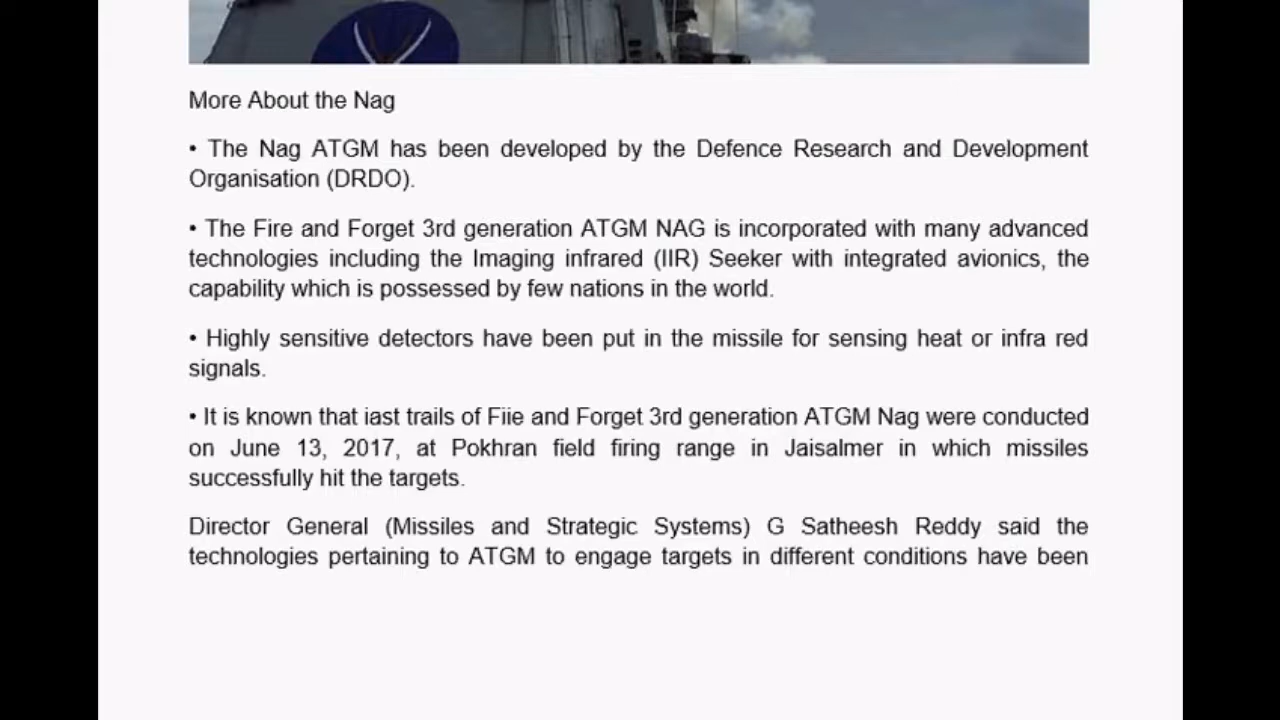 More About the Nag
• The Nag ATGM has been developed by the Defence Research and Development
Organisation (DRDO).
• The Fire and Forget 3rd generation ATGM NAG is incorporated with many advanced
technologies including the Imaging infrared (IIR) Seeker with integrated avionics, the
capability which is possessed by few nations in the world.
• Highly sensitive detectors have been put in the missile for sensing heat or infra red
signals.
• It is known that iast trails of Fiie and Forget 3rd generation ATGM Nag were conducted
on June 13, 2017, at Pokhran field firing range in Jaisalmer in which missiles
successfully hit the targets.
Director General (Missiles and Strategic Systems) G Satheesh Reddy said the
technologies pertaining to ATGM to engage targets in different conditions have been